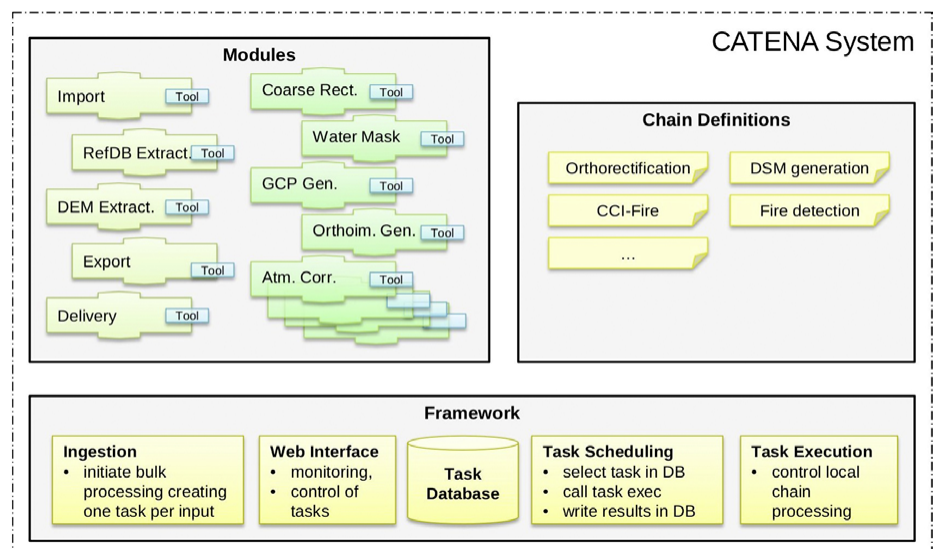 CATENA System
Modules
Import
Tool
RefDB Extract.
Tool
DEM Extract.
Tool
Export
Tool
Delivery
Tool
Coarse Rect.
Tool
Water Mask
Tool
GCP Gen.
Tool
Orthoim. Gen.
Tool
Atm. Corr.
Tool
Chain Definitions
Orthorectification
DSM generation
CCI-Fire
Fire detection
...
Framework
Ingestion
• initiate bulk
processing creating
one task per input
Web Interface
• monitoring,
• control of
tasks
Task
Database
Task Scheduling
• select task in DB
• call task exec
• write results in DB
Task Execution
• control local
chain
processing